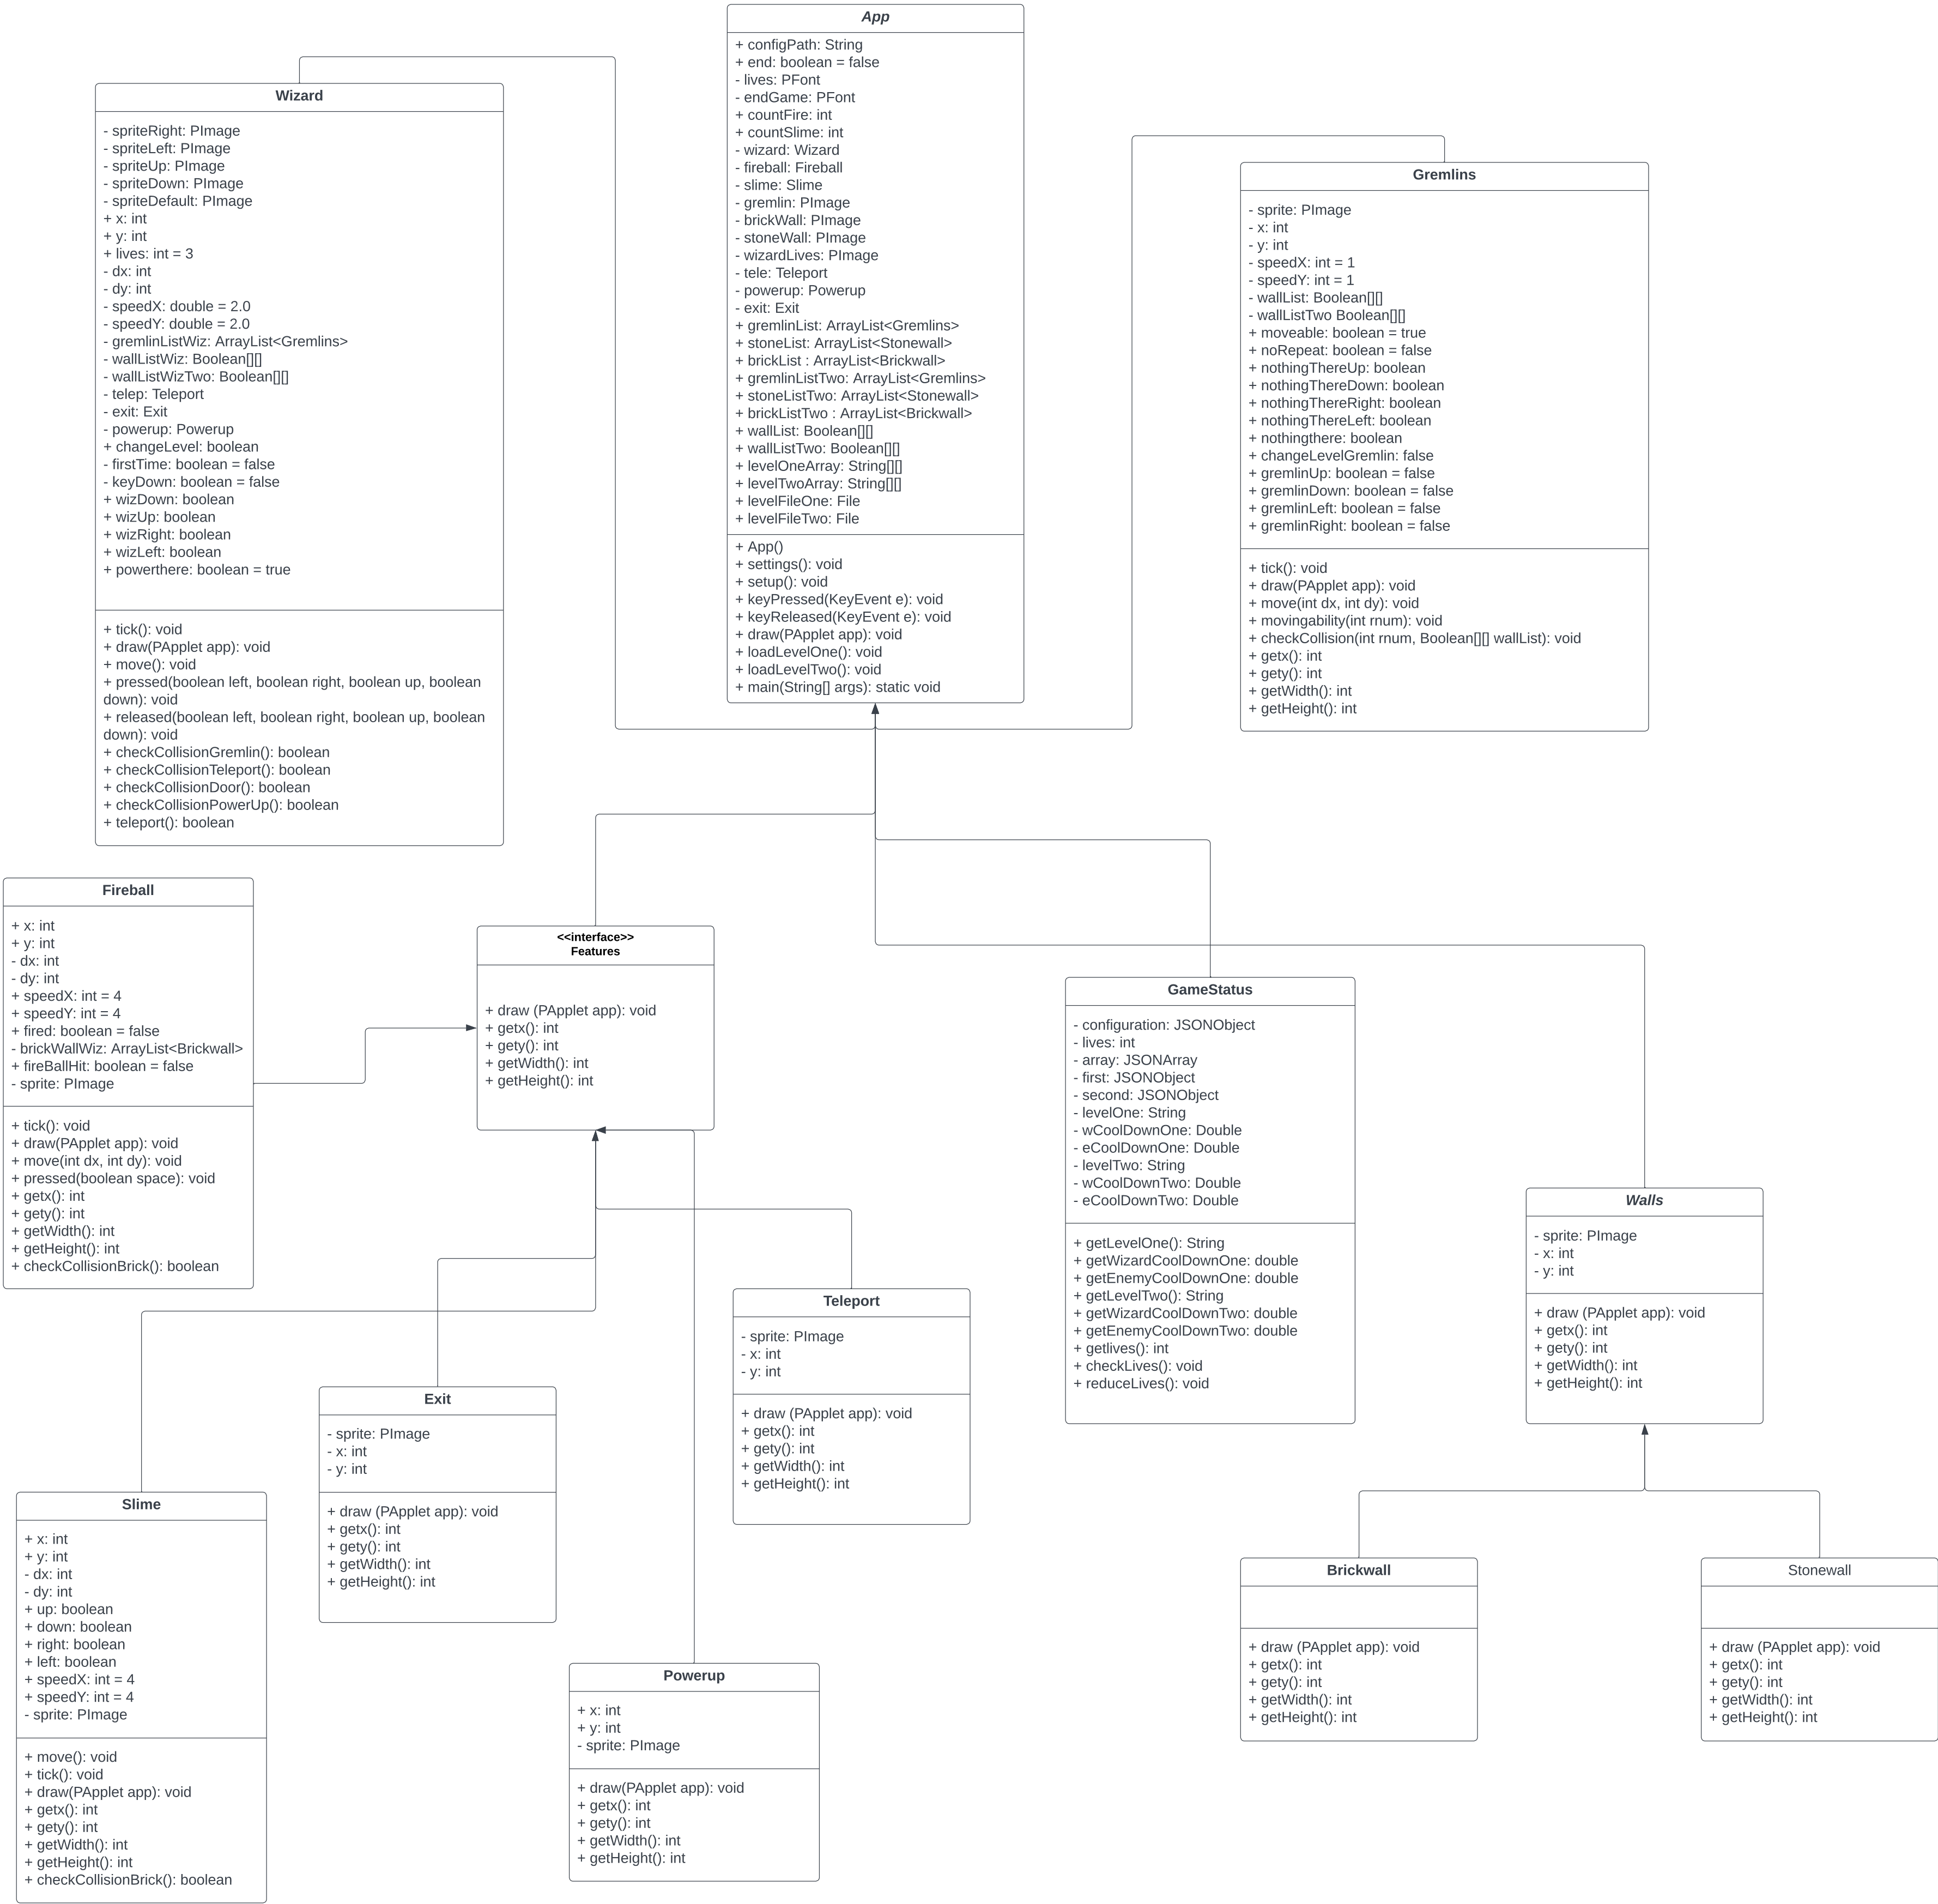 App
+ configPath: String
+ end: boolean = false
- lives: PFont
- endGame: PFont
+ countFire: int
+ countSlime: int
- wizard: Wizard
- fireball: Fireball
- slime: Slime
- gremlin: PImage
- brickWall: PImage
- stoneWall: PImage
- wizardLives: PImage
- tele: Teleport
- powerup: Powerup
- exit: Exit
+ gremlinList: ArrayList<Gremlins>
+ stoneList: ArrayList<Stonewall>
+ brickList : ArrayList<Brickwall>
+ gremlinListTwo: ArrayList<Gremlins>
+ stoneListTwo: ArrayList<Stonewall>
+ brickListTwo : ArrayList<Brickwall>
+ wallList: Boolean[][]
+ wallListTwo: Boolean[][]
+ levelOneArray: String[][]
+ levelTwoArray: String[][]
+ levelFileOne: File
+ levelFileTwo: File
+ App()
+ settings(): void
+ setup(): void
+ keyPressed(KeyEvent e): void
+ keyReleased(KeyEvent e): void
+ draw(PApplet app): void
+ loadLevelOne(): void
+ loadLevelTwo(): void
+ main(String[] args): static void
Wizard
- spriteRight: PImage
- spriteLeft: PImage
- spriteUp: PImage
- spriteDown: PImage
- spriteDefault: PImage
+ x: int
+ y: int
+ lives: int = 3
- dx: int
- dy: int
- speedX: double = 2.0
- speedY: double = 2.0
- gremlinListWiz: ArrayList<Gremlins>
- wallListWiz: Boolean[][]
- wallListWizTwo: Boolean[][]
- telep: Teleport
- exit: Exit
- powerup: Powerup
+ changeLevel: boolean
- firstTime: boolean = false
- keyDown: boolean = false
+ wizDown: boolean
+ wizUp: boolean
+ wizRight: boolean
+ wizLeft: boolean
+ powerthere: boolean = true
+ tick(): void
+ draw(PApplet app): void
+ move(): void
+ pressed(boolean left, boolean right, boolean up, boolean
down): void
+ released(boolean left, boolean right, boolean up, boolean
down): void
+ checkCollisionGremlin(): boolean
+ checkCollisionTeleport(): boolean
+ checkCollisionDoor(): boolean
+ checkCollisionPowerUp(): boolean
+ teleport(): boolean
Gremlins
- sprite: PImage
- x: int
- y: int
- speedX: int = 1
- speedY: int = 1
- wallList: Boolean[][]
- wallListTwo Boolean[][]
+ moveable: boolean = true
+ noRepeat: boolean = false
+ nothingThereUp: boolean
+ nothingThereDown: boolean
+ nothingThereRight: boolean
+ nothingThereLeft: boolean
+ nothingthere: boolean
+ changeLevelGremlin: false
+ gremlinUp: boolean = false
+ gremlinDown: boolean = false
+ gremlinLeft: boolean = false
+ gremlinRight: boolean = false
+ tick(): void
+ draw(PApplet app): void
+ move(int dx, int dy): void
+ movingability(int rnum): void
+ checkCollision(int rnum, Boolean[][] wallList): void
+ getx(): int
+ gety(): int
+ getWidth(): int
+ getHeight(): int
Fireball
+ x: int
+ y: int
- dx: int
- dy: int
+ speedX: int = 4
+ speedY: int = 4
+ fired: boolean = false
- brickWallWiz: ArrayList<Brickwall>
+ fireBallHit: boolean = false
- sprite: PImage
+ tick(): void
+ draw(PApplet app): void
+ move(int dx, int dy): void
+ pressed(boolean space): void
+ getx(): int
+ gety(): int
+ getWidth(): int
+ getHeight(): int
+ checkCollisionBrick(): boolean
<<interface>>
Features
+ draw (PApplet app): void
+ getx(): int
+ gety(): int
+ getWidth(): int
+ getHeight(): int
GameStatus
- configuration: JSONObject
- lives: int
- array: JSONArray
- first: JSONObject
- second: JSONObject
- levelOne: String
- wCoolDownOne: Double
- eCoolDownOne: Double
- levelTwo: String
- wCoolDownTwo: Double
- eCoolDownTwo: Double
+ getLevelOne(): String
+ getWizardCoolDownOne: double
+ getEnemyCoolDownOne: double
+ getLevelTwo(): String
+ getWizardCoolDownTwo: double
+ getEnemyCoolDownTwo: double
+ getlives(): int
+ checkLives(): void
+ reduceLives(): void
Walls
- sprite: PImage
- x: int
- y: int
+ draw (PApplet app): void
+ getx(): int
+ gety(): int
+ getWidth(): int
+ getHeight(): int
Teleport
- sprite: PImage
- x: int
- y: int
+ draw (PApplet app): void
+ getx(): int
+ gety(): int
+ getWidth(): int
+ getHeight(): int
Exit
- sprite: PImage
- x: int
- y: int
+ draw (PApplet app): void
+ getx(): int
+ gety(): int
+ getWidth(): int
+ getHeight(): int
Slime
+ x: int
+ y: int
- dx: int
- dy: int
+ up: boolean
+ down: boolean
+ right: boolean
+ left: boolean
+ speedX: int = 4
+ speedY: int = 4
- sprite: PImage
+ move(): void
+ tick(): void
+ draw(PApplet app): void
+ getx(): int
+ gety(): int
+ getWidth(): int
+ getHeight(): int
+ checkCollisionBrick(): boolean
Powerup
+ x: int
+ y: int
- sprite: PImage
+ draw(PApplet app): void
+ getx(): int
+ gety(): int
+ getWidth(): int
+ getHeight(): int
Brickwall
+ draw (PApplet app): void
+ getx(): int
+ gety(): int
+ getWidth(): int
+ getHeight(): int
Stonewall
+ draw (PApplet app): void
+ getx(): int
+ gety(): int
+ getWidth(): int
+ getHeight(): int